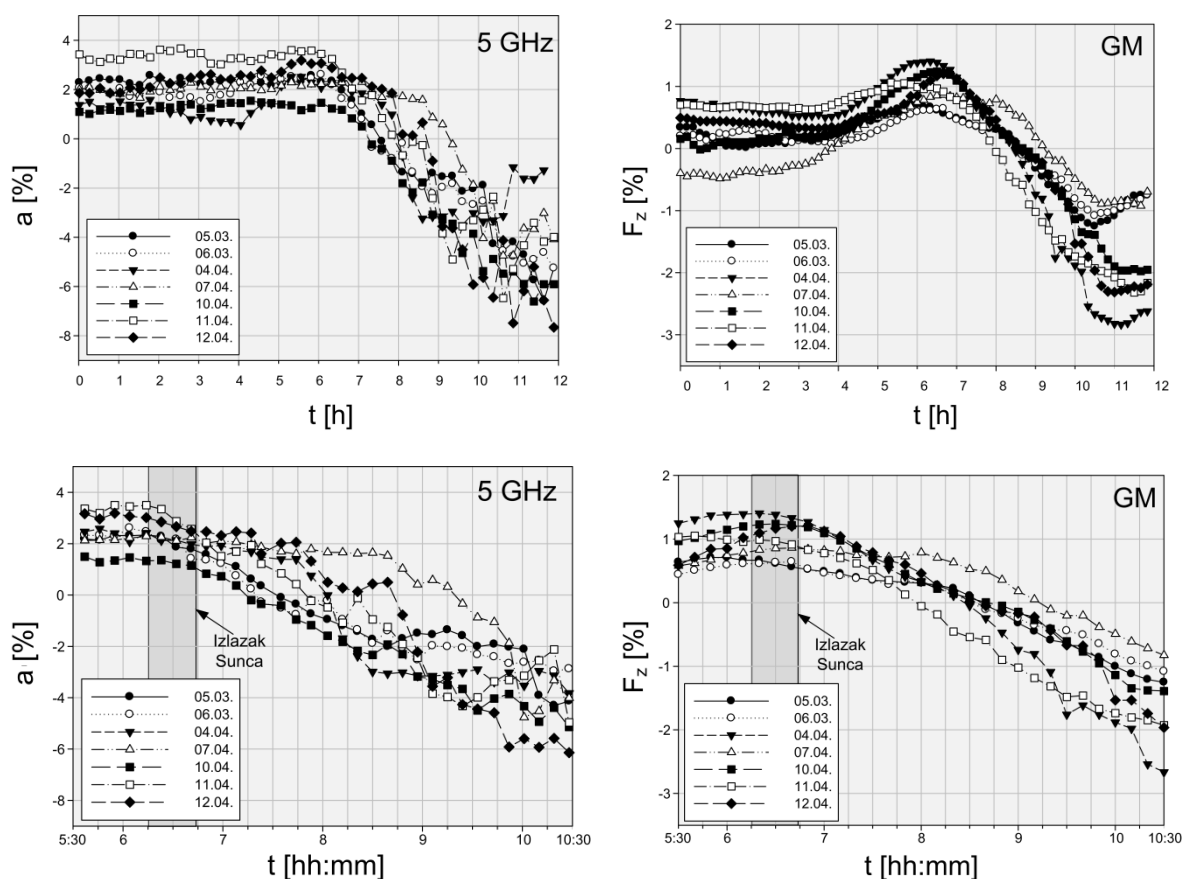 5 GHz
a [%]
4
2
0
-2
-4
-6
-8
05.03.
06.03.
04.04.
07.04.
10.04.
11.04.
12.04.
0 1 2 3 4 5 6 7 8 9 10 11 12
t [h]
GM
Fz [%]
2
1
0
-1
-2
-3
05.03.
06.03.
04.04.
07.04.
10.04.
11.04.
12.04.
0 1 2 3 4 5 6 7 8 9 10 11 12
t [h]
5 GHz
a [%]
4
2
0
-2
-4
-6
-8
Izlazak
Sunca
05.03.
06.03.
04.04.
07.04.
10.04.
11.04.
12.04.
5:30 6 7 8 9 10 10:30
t [hh:mm]
GM
Fz [%]
2
1
0
-1
-2
-3
Izlazak
Sunca
05.03.
06.03.
04.04.
07.04.
10.04.
11.04.
12.04.
5:30 6 7 8 9 10 10:30
t [hh:mm]